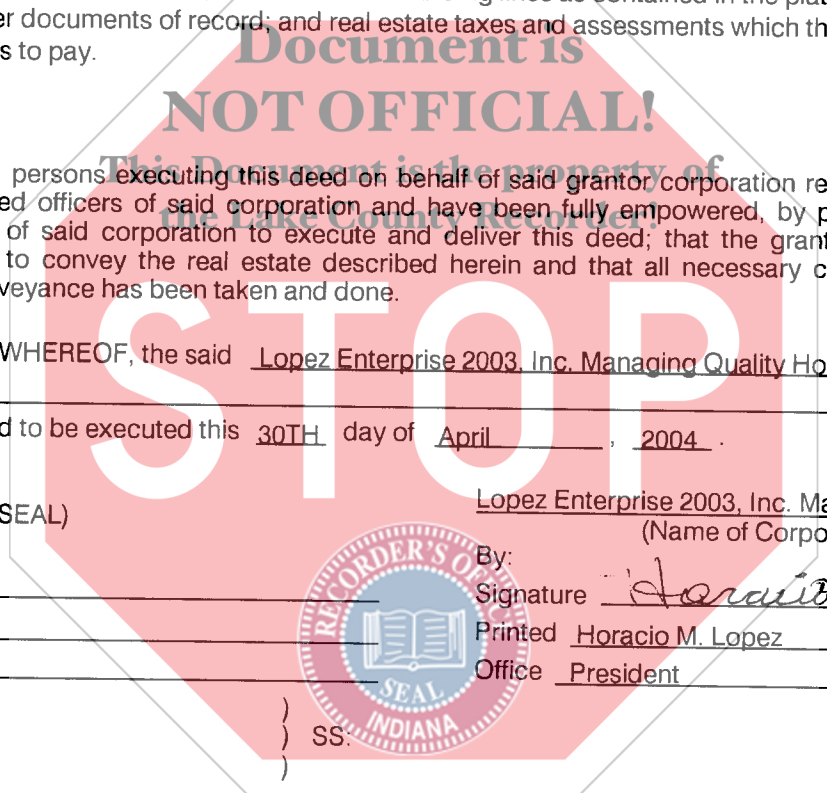 er documents of record; and real estate taxes and assessments which th
s to pay.
Document is
NOT OFFICIAL!
This Document is the property of
the Lake County Recorder!
persons executing this deed on behalf of said grantor corporation re
ed officers of said corporation and have been fully empowered, by p
of said corporation to execute and deliver this deed; that the grant
to convey the real estate described herein and that all necessary c
veyance has been taken and done.
STOP
WHEREOF, the said Lopez Enterprise 2003, Inc. Managing Quality Ho
d to be executed this 30TH day of April , 2004 .
Lopez Enterprise 2003, Inc. Ma
SEAL)
(Name of Corpo
By:
Signature Horacio
Printed Horacio M. Lopez
Office President
RECORDER'S OFFIC
SEAL
INDIANA
) 
) SS:
)